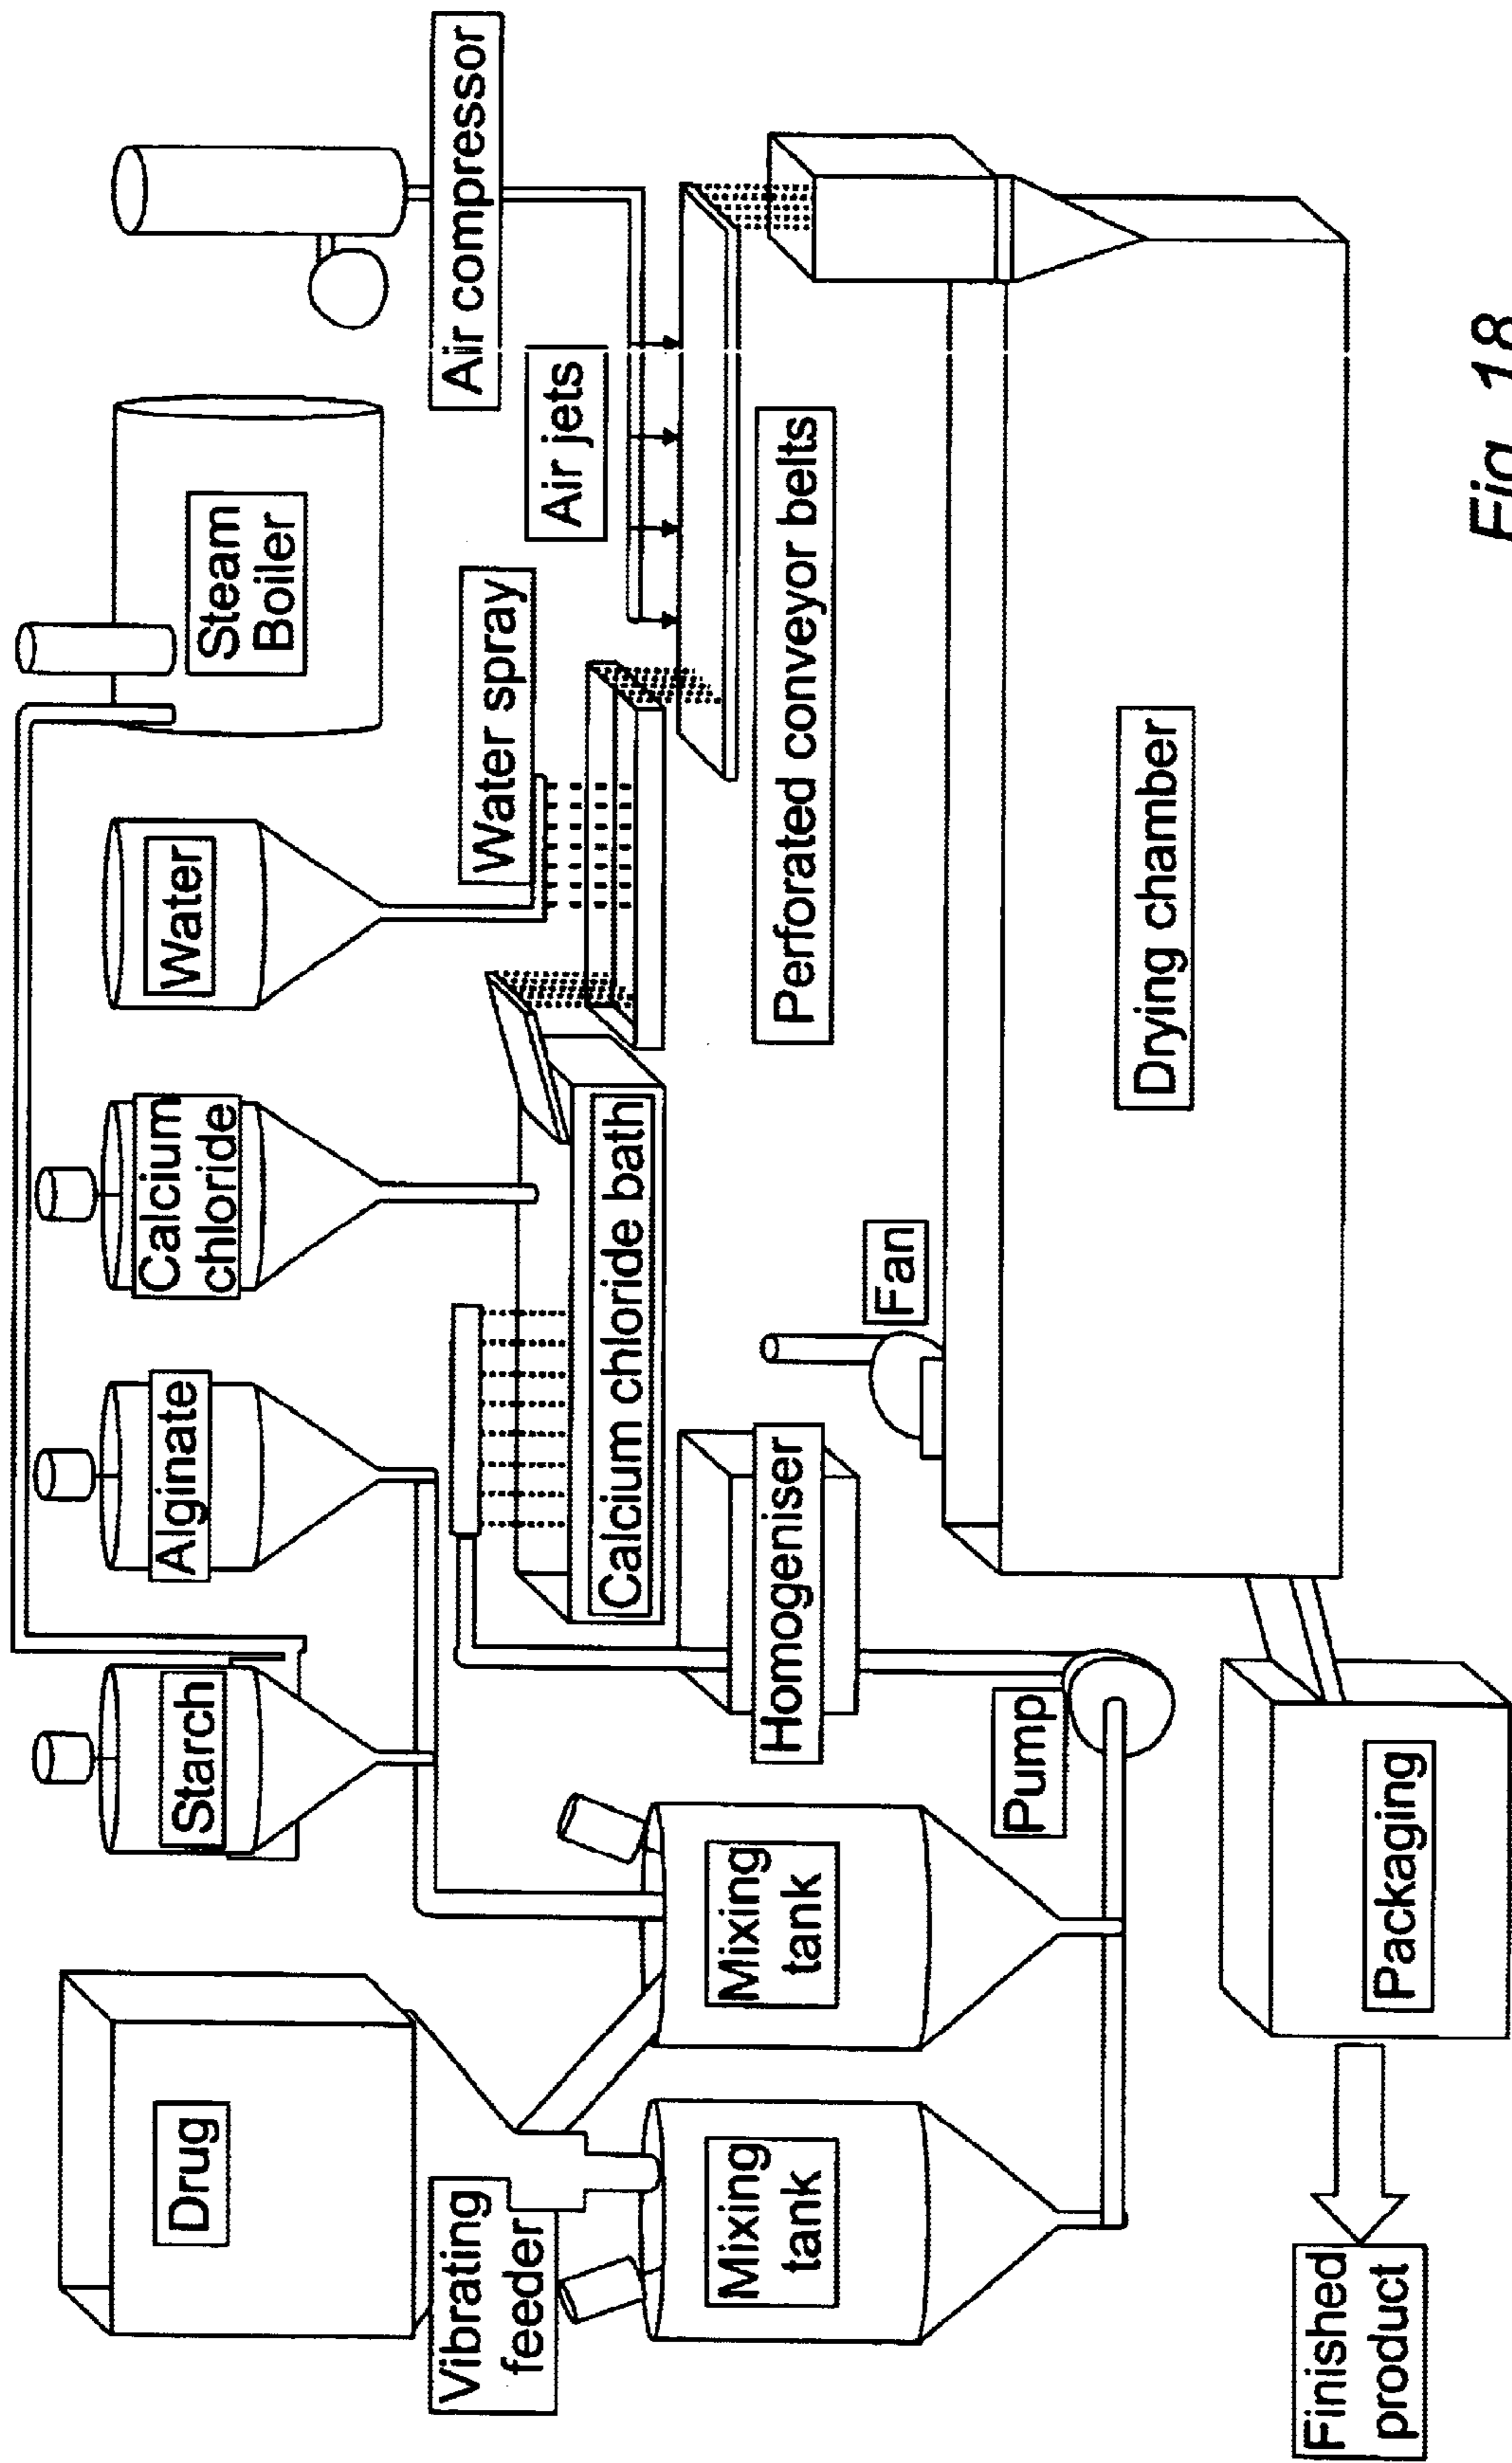 Drug
Starch
Alginate
Calcium
chloride
Water
Steam
Boiler
Vibrating
feeder
Air compressor
Water spray
Air jets
Calcium chloride bath
Mixing
tank
Mixing
tank
Homogeniser
Perforated conveyor belts
Fan
Pump
Drying chamber
Packaging
Finished
product
Fig. 18